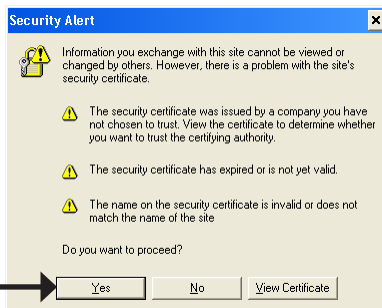 Security Alert
Information you exchange with this site cannot be viewed or
changed by others. However, there is a problem with the site's
security certificate.
The security certificate was issued by a company you have
not chosen to trust. View the certificate to determine whether
you want to trust the certifying authority.
The security certificate has expired or is not yet valid.
The name on the security certificate is invalid or does not
match the name of the site
Do you want to proceed?
Yes No View Certificate